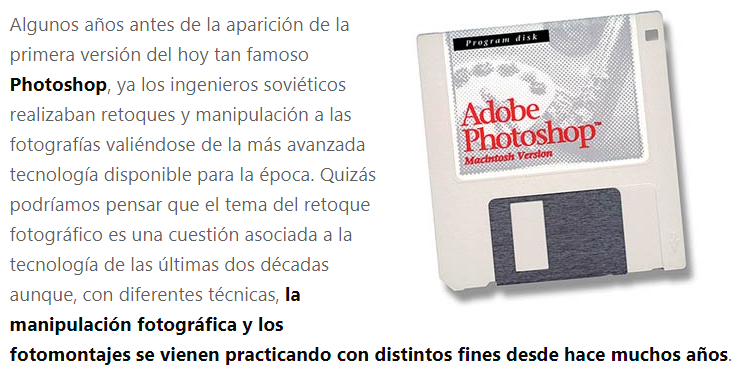 Algunos años antes de la aparición de la
primera versión del hoy tan famoso
Photoshop, ya los ingenieros soviéticos
realizaban retoques y manipulación a las
fotografías valiéndose de la más avanzada
tecnología disponible para la época. Quizás
podríamos pensar que el tema del retoque
fotográfico es una cuestión asociada a la
tecnología de las últimas dos décadas
aunque, con diferentes técnicas, la
manipulación fotográfica y los
fotomontajes se vienen practicando con distintos fines desde hace muchos años.
Program disk
Adobe
Photoshop™
Macintosh Version